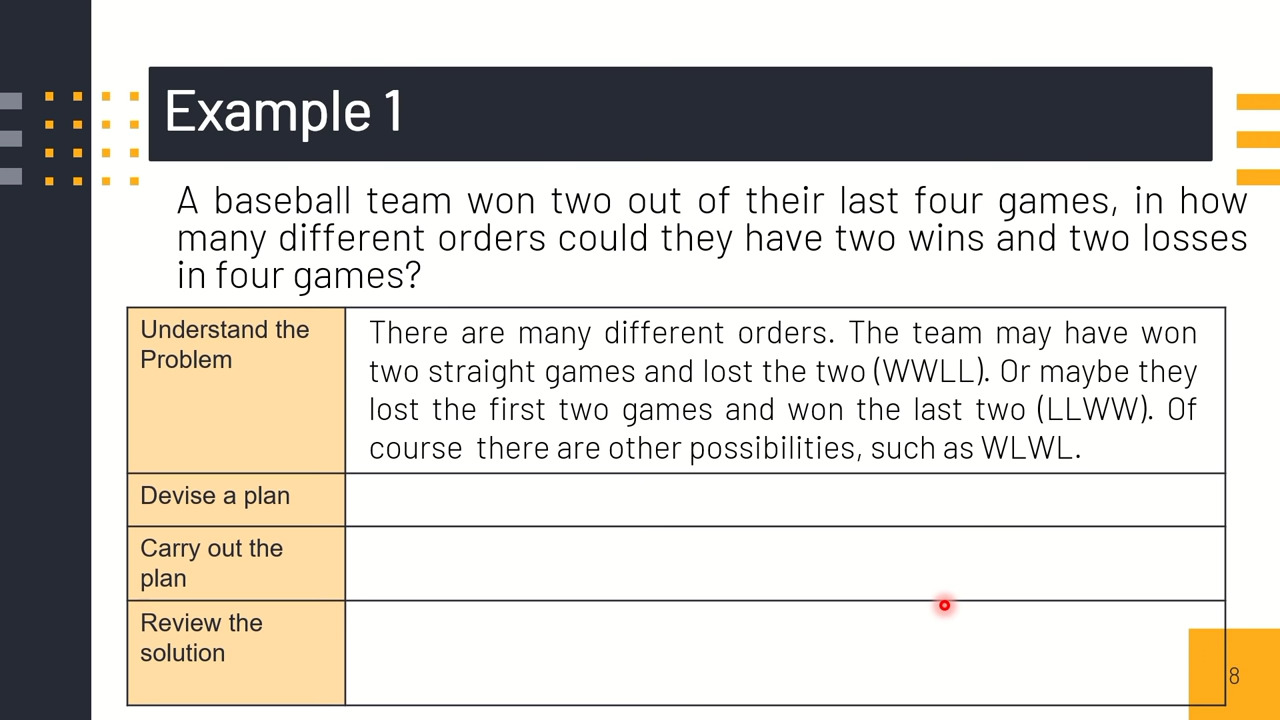 Example 1
A baseball team won two out of their last four games, in how
many different orders could they have two wins and two losses
in four games?
Understand the
Problem
There are many different orders. The team may have won
two straight games and lost the two (WWLL). Or maybe they
lost the first two games and won the last two (LLWW). Of
course there are other possibilities, such as WLWL.
Devise a plan
Carry out the
plan
Review the
solution
8